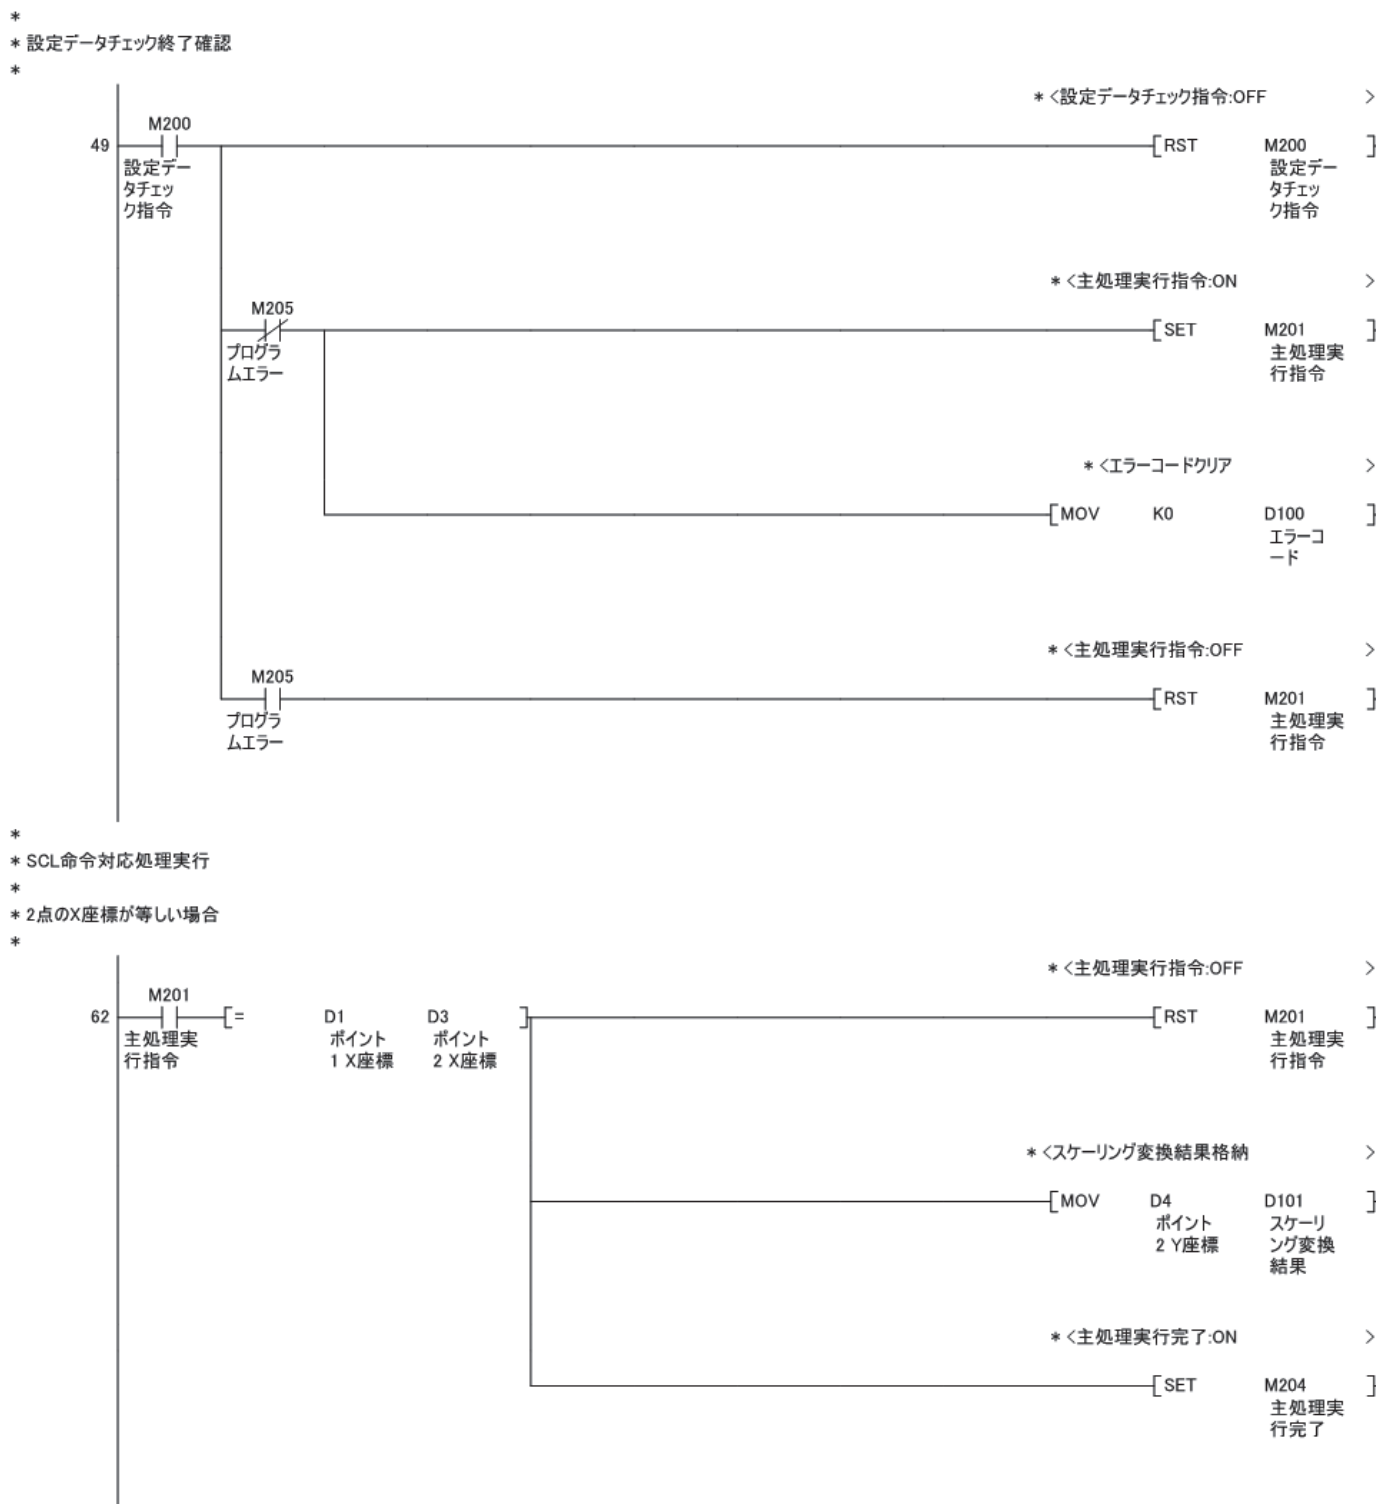 *
* 設定データチェック終了確認
*
* <設定データチェック指令:OFF >
M200
49 [RST M200 ]
設定デー 設定デー
タチェッ タチェッ
ク指令 ク指令
* <主処理実行指令:ON >
M205
[SET M201 ]
プログラ 主処理実
ムエラー 行指令
* <エラーコードクリア >
[MOV K0 D100 ]
エラーコ
ード
* <主処理実行指令:OFF >
M205
[RST M201 ]
プログラ 主処理実
ムエラー 行指令
*
* SCL命令対応処理実行
*
* 2点のX座標が等しい場合
*
* <主処理実行指令:OFF >
M201
62 [= D1 D3 ] [RST M201 ]
主処理実 ポイント ポイント 主処理実
行指令 1 X座標 2 X座標 行指令
* <スケーリング変換結果格納 >
[MOV D4 D101 ]
ポイント スケーリ
2 Y座標 ング変換
結果
* <主処理実行完了:ON >
[SET M204 ]
主処理実
行完了